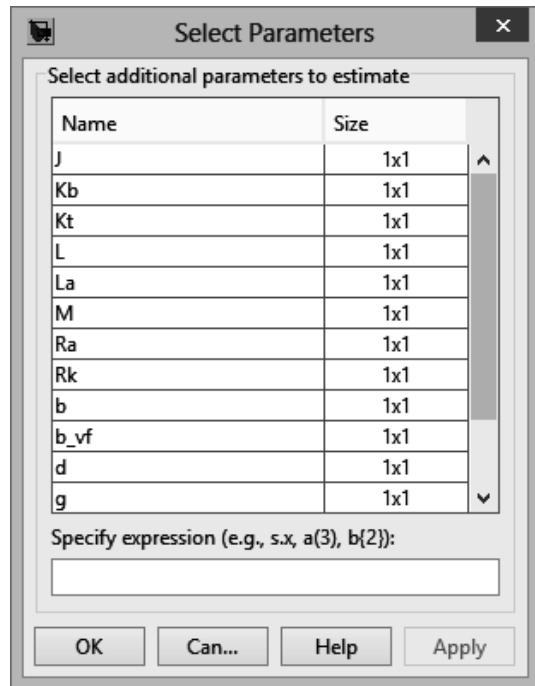 Select Parameters
Select additional parameters to estimate
Name Size
J 1x1
Kb 1x1
Kt 1x1
L 1x1
La 1x1
M 1x1
Ra 1x1
Rk 1x1
b 1x1
b_vf 1x1
d 1x1
g 1x1
Specify expression (e.g., s.x, a(3), b{2}):
OK Can... Help Apply